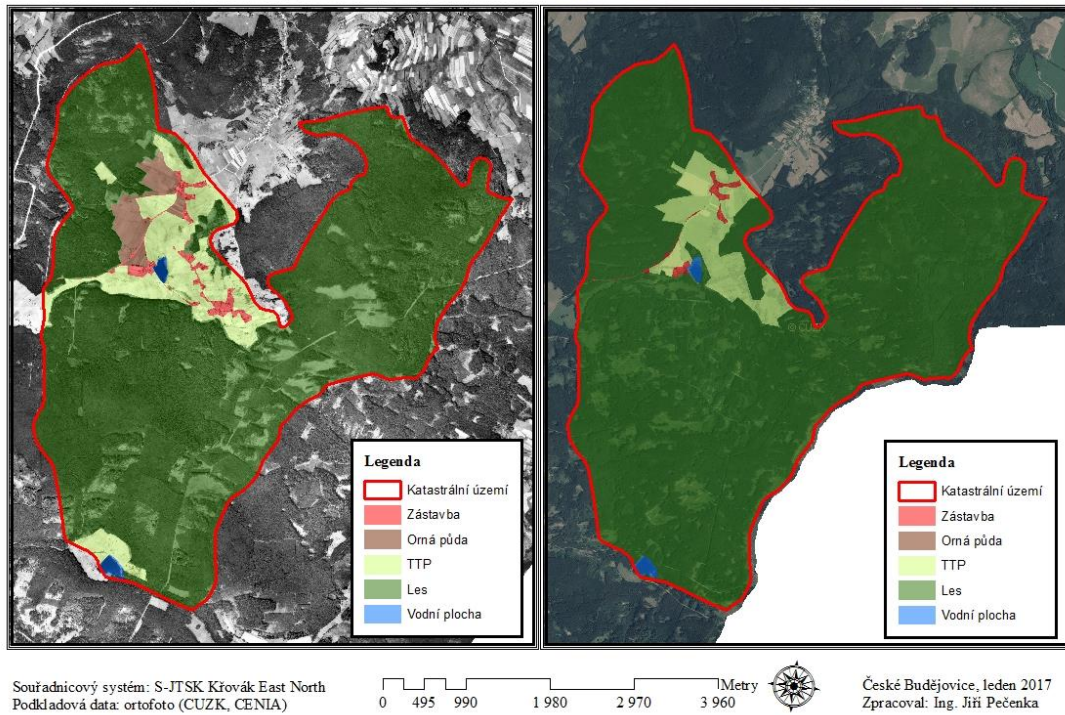 Legenda
Katastrální území
Zástavba
Orná půda
TTP
Les
Vodní plocha
Legenda
Katastrální území
Zástavba
Orná půda
TTP
Les
Vodní plocha
Souřadnicový systém: S-JTSK Křovák East North
Podkladová data: ortofoto (CUZK, CENIA)
Metry
0 495 990 1 980 2 970 3 960
České Budějovice, leden 2017
Zpracoval: Ing. Jiří Pečenka